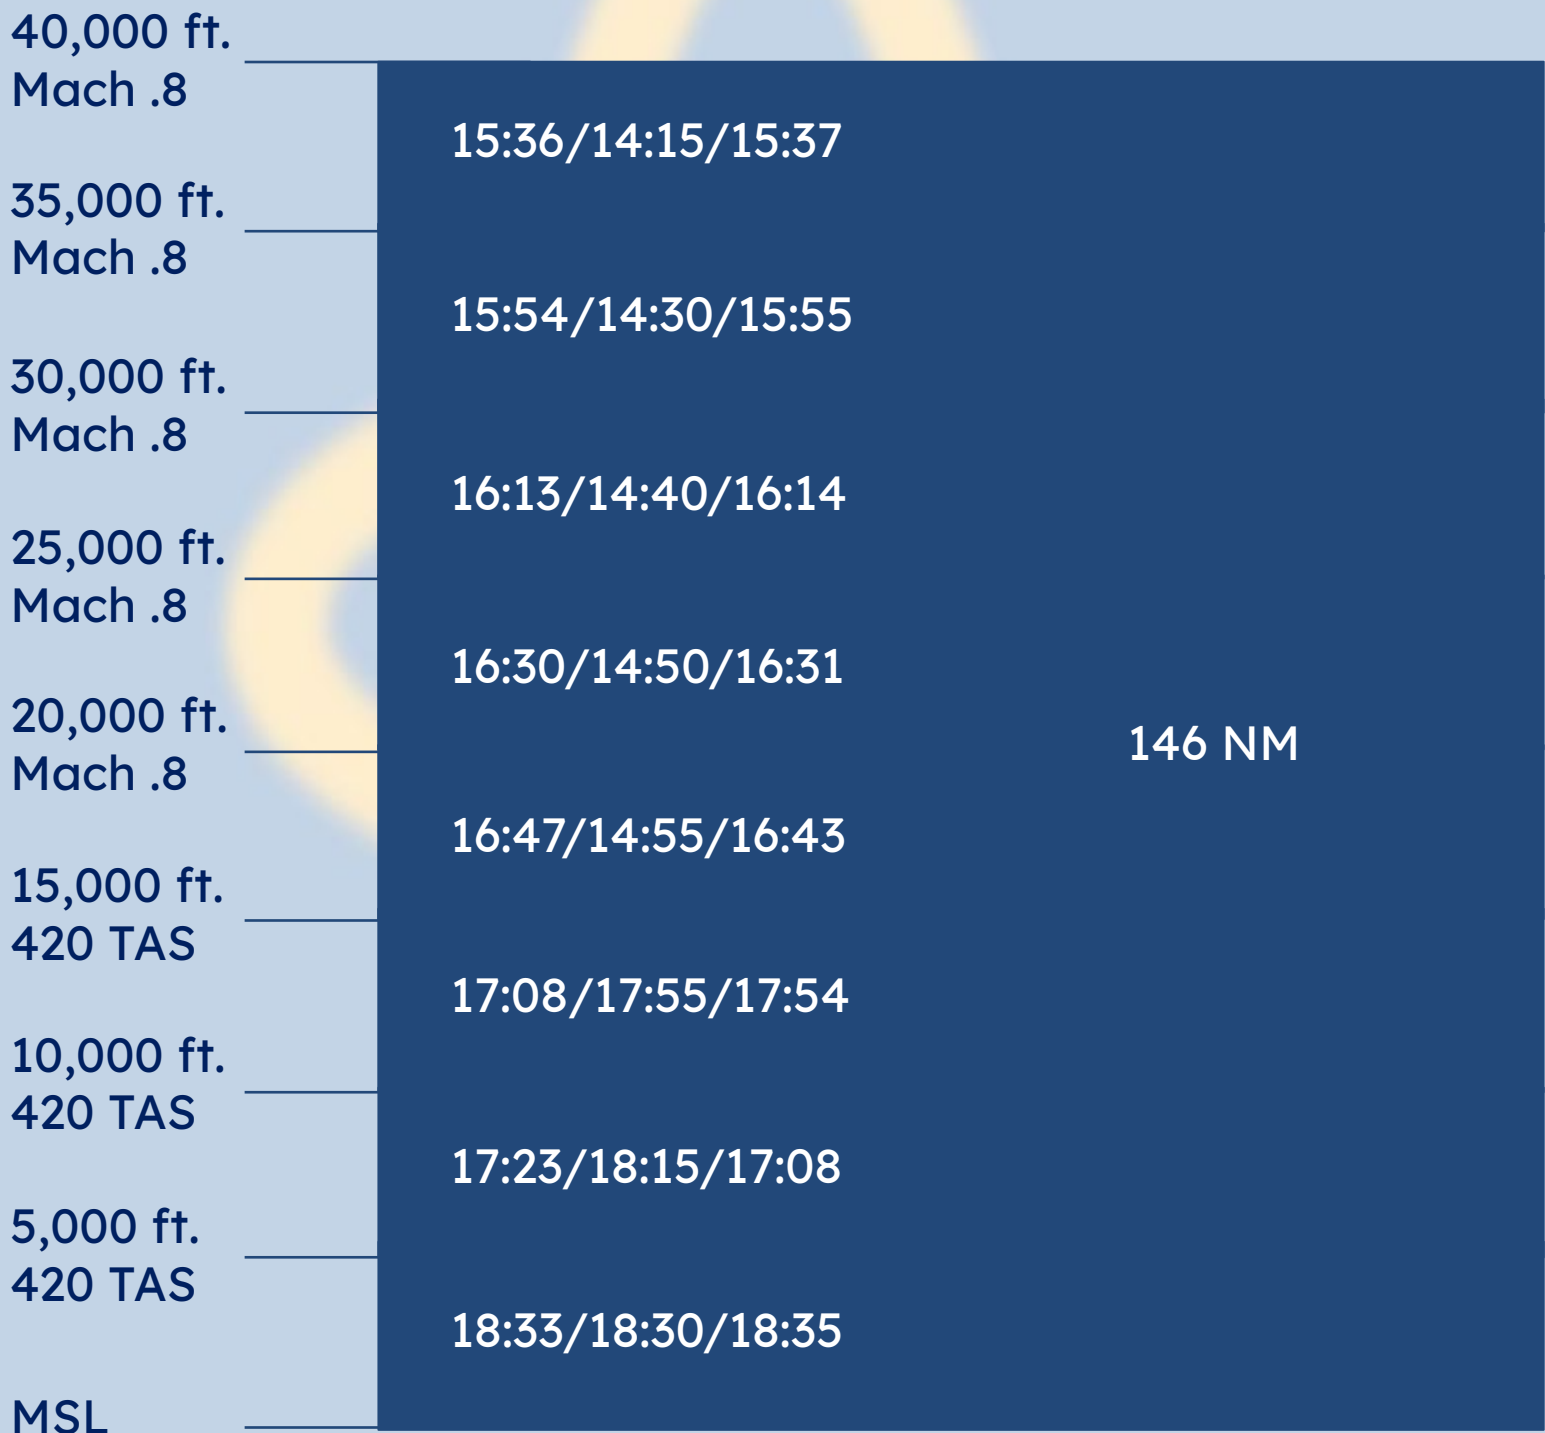 40,000 ft.
Mach .8
15:36/14:15/15:37
35,000 ft.
Mach .8
15:54/14:30/15:55
30,000 ft.
Mach .8
16:13/14:40/16:14
25,000 ft.
Mach .8
16:30/14:50/16:31
20,000 ft.
146 NM
Mach .8
16:47/14:55/16:43
15,000 ft.
420 TAS
17:08/17:55/17:54
10,000 ft.
420 TAS
17:23/18:15/17:08
5,000 ft.
420 TAS
18:33/18:30/18:35
MSL